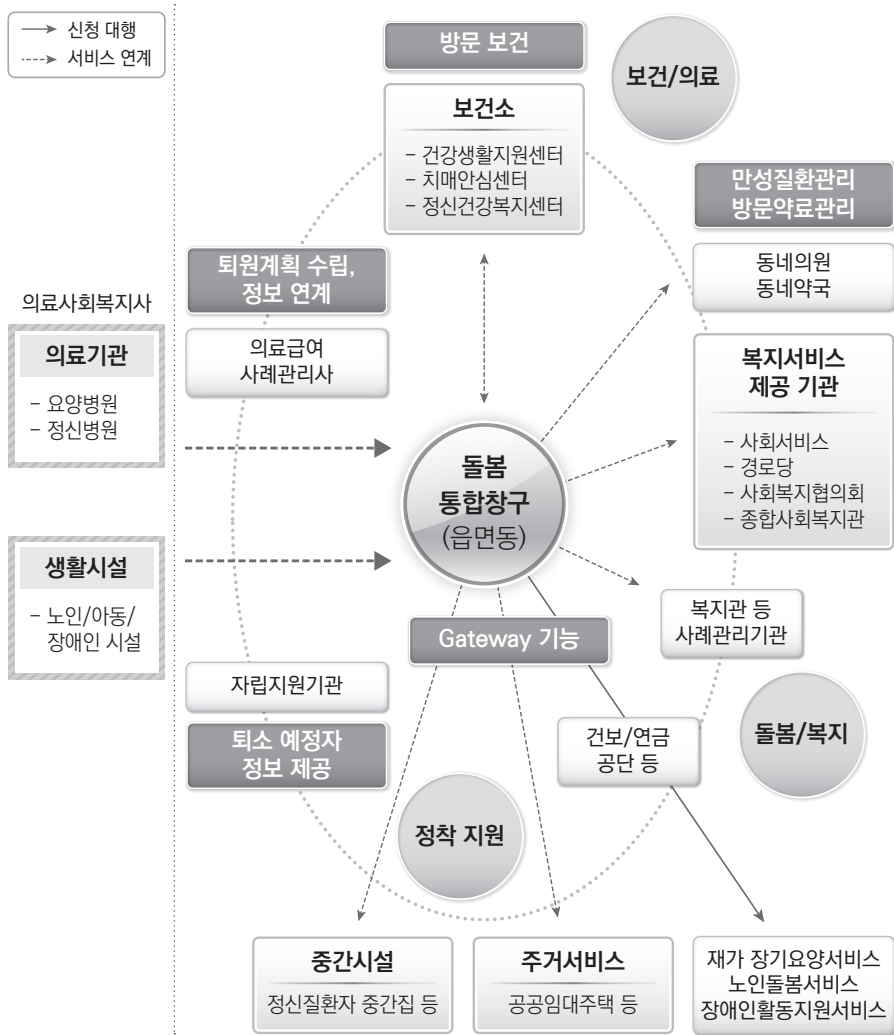 신청 대행
서비스 연계
방문 보건
보건/의료
보건소
– 건강생활지원센터
– 치매안심센터
– 정신건강복지센터
만성질환관리
방문약료관리
동네의원
동네약국
퇴원계획 수립,
정보 연계
의료급여
사례관리사
의료사회복지사
의료기관
– 요양병원
– 정신병원
복지서비스
제공 기관
– 사회서비스
– 경로당
– 사회복지협의회
– 종합사회복지관
돌봄
통합창구
(읍면동)
생활시설
– 노인/아동/
장애인 시설
복지관 등
사례관리기관
Gateway 기능
자립지원기관
퇴소 예정자
정보 제공
건보/연금
공단 등
돌봄/복지
정착 지원
중간시설
정신질환자 중간집 등
주거서비스
공공임대주택 등
재가 장기요양서비스
노인돌봄서비스
장애인활동지원서비스